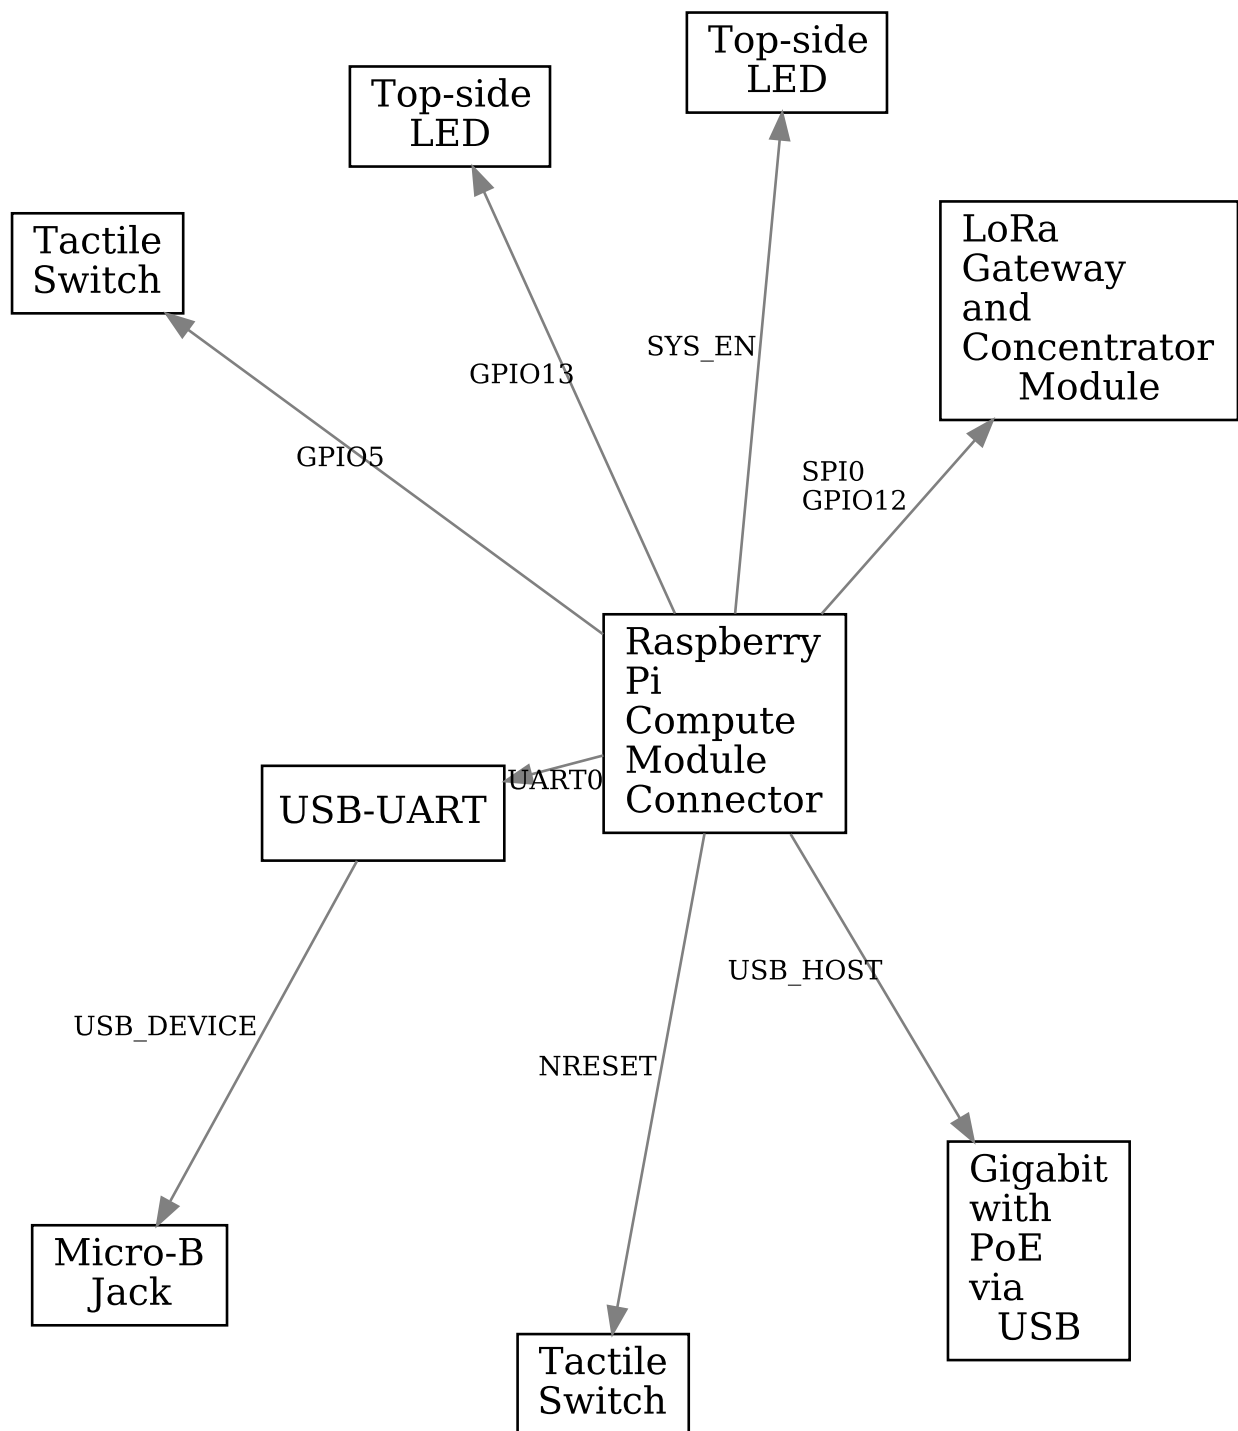 Top-side
LED
Top-side
LED
Tactile
Switch
LoRa
Gateway
and
Concentrator
Module
SYS_EN
GPIO13
GPIO5
SPI0
GPIO12
Raspberry
Pi
Compute
Module
Connector
UART0
USB-UART
USB_HOST
USB_DEVICE
NRESET
Gigabit
with
PoE
via
USB
Micro-B
Jack
Tactile
Switch